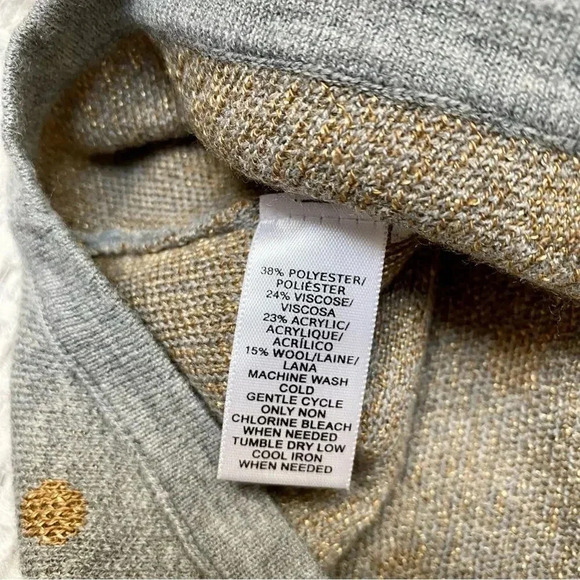 38% POLYESTER/
POLIÉSTER
24% VISCOSE/
VISCOSA
23% ACRYLIC/
ACRYLIQUE/
ACRÍLICO
15% WOOL/LAINE/
LANA
MACHINE WASH
COLD
GENTLE CYCLE
ONLY NON
CHLORINE BLEACH
WHEN NEEDED
TUMBLE DRY LOW
COOL IRON
WHEN NEEDED